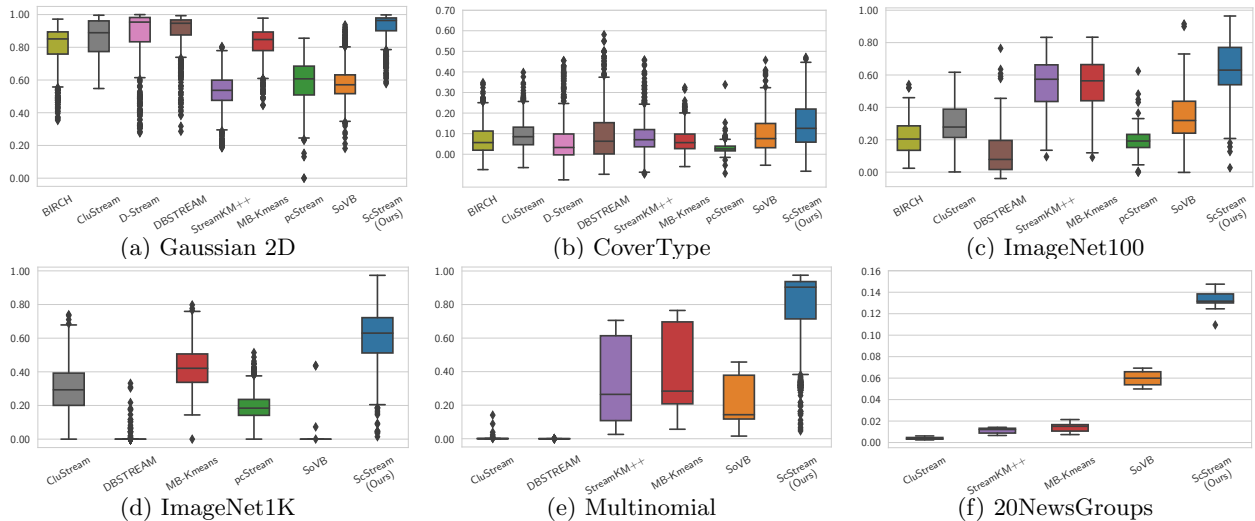 1.00
0.80
0.60
0.40
0.20
0.00
BIRCH
CluStream
D-Stream
DBSTREAM
StreamKM++
MB-Kmeans
pcStream
SoVB
ScStream
(Ours)
(a) Gaussian 2D
0.70
0.60
0.50
0.40
0.30
0.20
0.10
0.00
BIRCH
CluStream
D-Stream
DBSTREAM
StreamKM++
MB-Kmeans
pcStream
SoVB
ScStream
(Ours)
(b) CoverType
1.00
0.80
0.60
0.40
0.20
0.00
BIRCH
CluStream
DBSTREAM
StreamKM++
MB-Kmeans
pcStream
SoVB
ScStream
(Ours)
(c) ImageNet100
1.00
0.80
0.60
0.40
0.20
0.00
CluStream
DBSTREAM
MB-Kmeans
pcStream
SoVB
ScStream
(Ours)
(d) ImageNet1K
1.00
0.80
0.60
0.40
0.20
0.00
CluStream
DBSTREAM
StreamKM++
MB-Kmeans
SoVB
ScStream
(Ours)
(e) Multinomial
0.16
0.14
0.12
0.10
0.08
0.06
0.04
0.02
0.00
CluStream
StreamKM++
MB-Kmeans
SoVB
ScStream
(Ours)
(f) 20NewsGroups